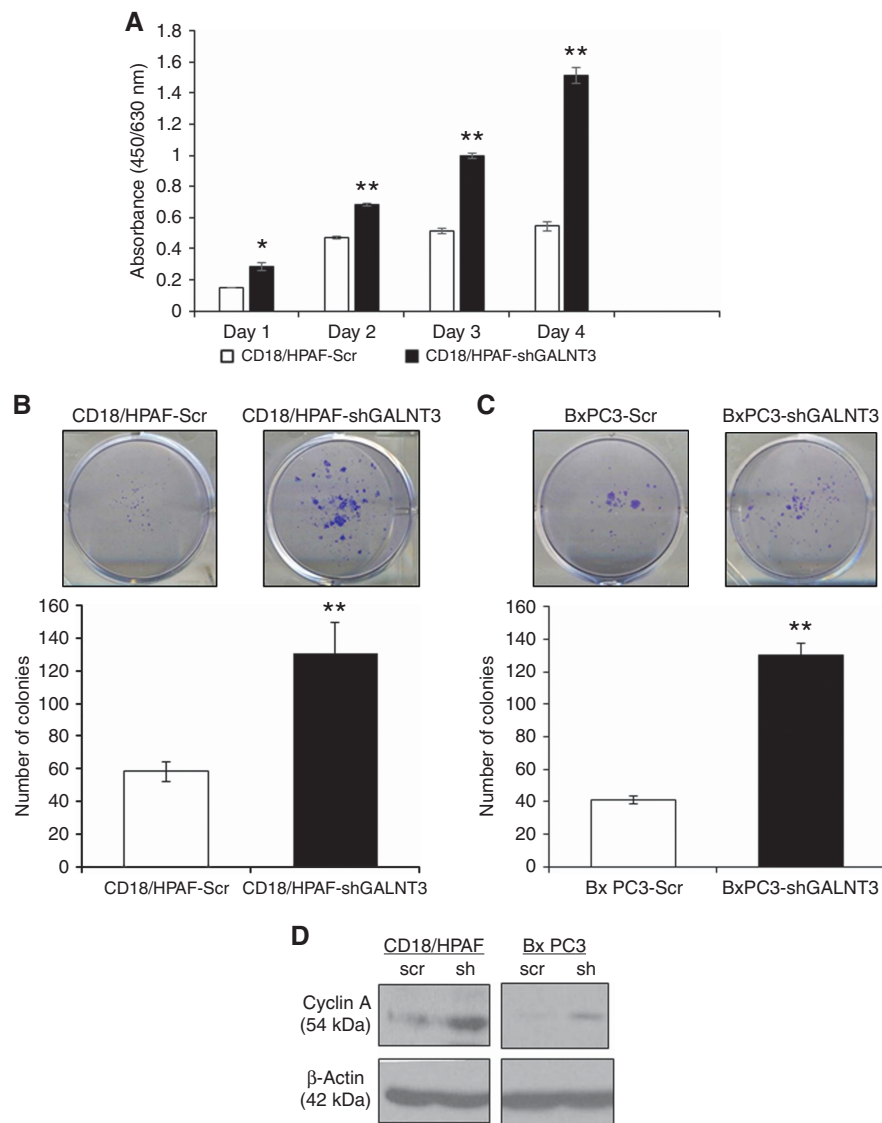 A
Absorbance (450/630 nm)
1.8
1.6
1.4
1.2
1
0.8
0.6
0.4
0.2
0
*
**
**
**
Day 1 Day 2 Day 3 Day 4
CD18/HPAF-Scr CD18/HPAF-shGALNT3
B
CD18/HPAF-Scr CD18/HPAF-shGALNT3
Number of colonies
160
140
120
100
80
60
40
20
0
**
CD18/HPAF-Scr CD18/HPAF-shGALNT3
C
BxPC3-Scr BxPC3-shGALNT3
Number of colonies
160
140
120
100
80
60
40
20
0
**
Bx PC3-Scr BxPC3-shGALNT3
D
CD18/HPAF Bx PC3
scr sh scr sh
Cyclin A
(54 kDa)
β-Actin
(42 kDa)